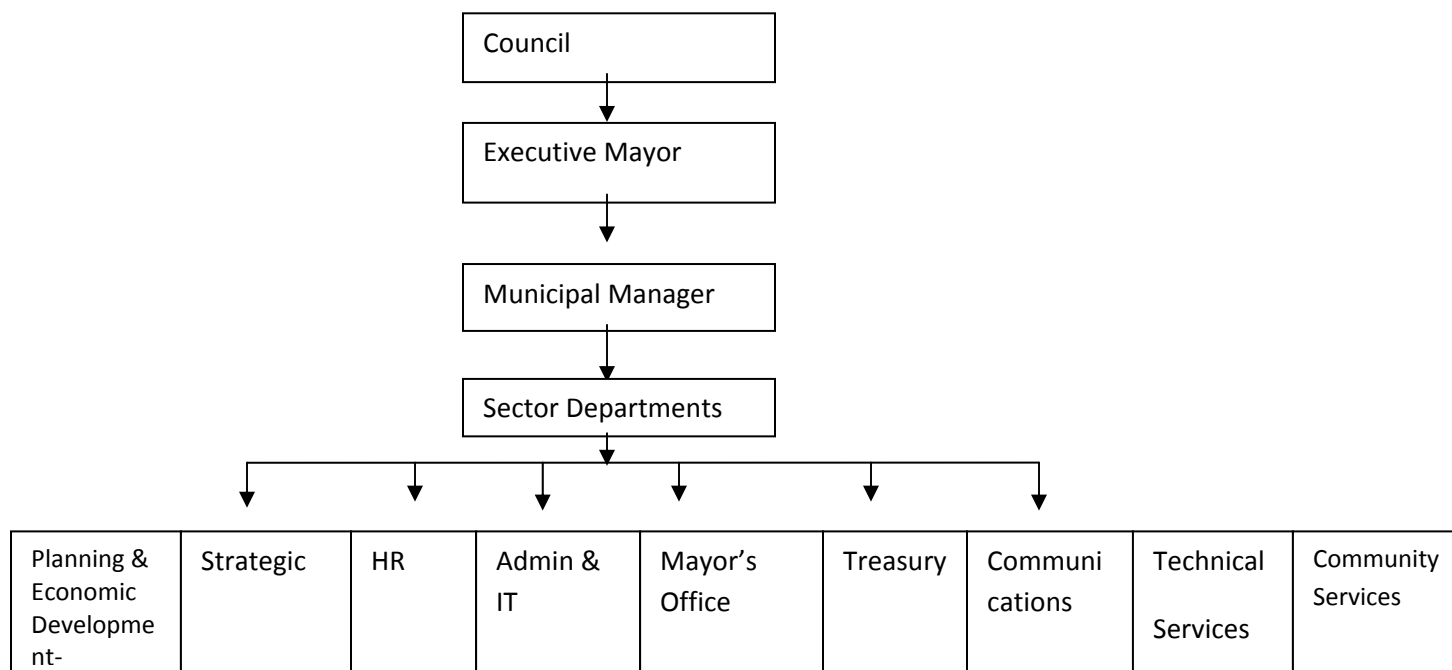 Council
Executive Mayor
Municipal Manager
Sector Departments
Planning &
Economic
Developme
nt-
Strategic
HR
Admin &
IT
Mayor’s
Office
Treasury
Communi
cations
Technical
Services
Community
Services